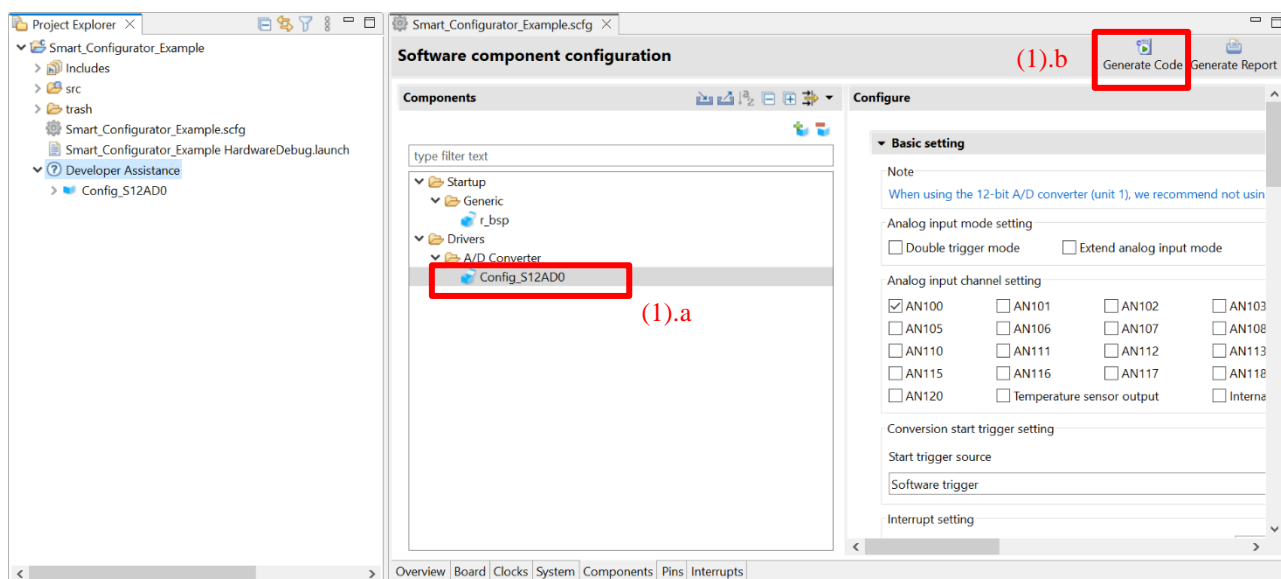 Project Explorer
Smart_Configurator_Example
Includes
src
trash
Smart_Configurator_Example.scfg
Smart_Configurator_Example HardwareDebug.launch
Developer Assistance
Config_S12AD0
Smart_Configurator_Example.scfg
Software component configuration
(1).b
Generate Code
Generate Report
Components
type filter text
Startup
Generic
r_bsp
Drivers
A/D Converter
Config_S12AD0
(1).a
Configure
Basic setting
Note
When using the 12-bit A/D converter (unit 1), we recommend not usin
Analog input mode setting
Double trigger mode Extend analog input mode
Analog input channel setting
AN100 AN101 AN102 AN103
AN105 AN106 AN107 AN108
AN110 AN111 AN112 AN113
AN115 AN116 AN117 AN118
AN120 Temperature sensor output Interna
Conversion start trigger setting
Start trigger source
Software trigger
Interrupt setting
Overview Board Clocks System Components Pins Interrupts